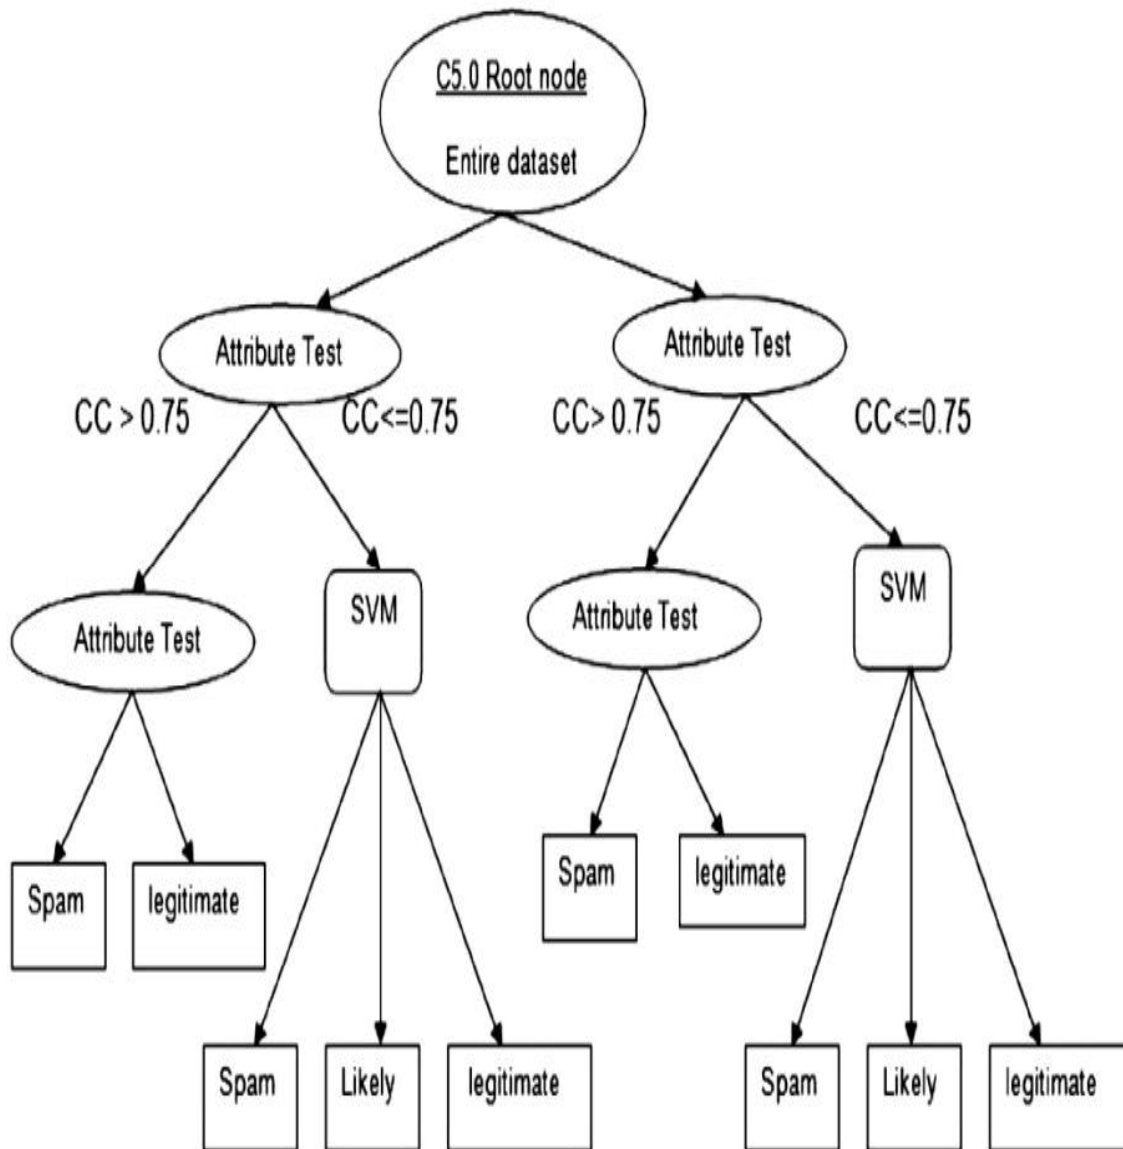 C5.0 Root node
Entire dataset
Attribute Test
Attribute Test
CC > 0.75
CC<=0.75
CC> 0.75
CC<=0.75
Attribute Test
SVM
Attribute Test
SVM
Spam
legitimate
Spam
legitimate
Spam
Likely
legitimate
Spam
Likely
legitimate